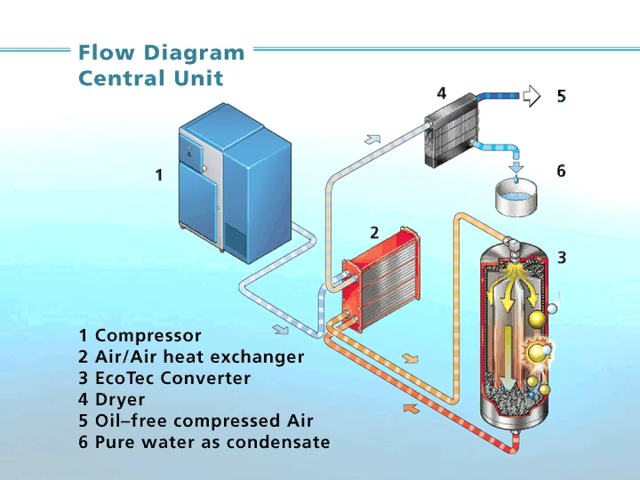 Flow Diagram
Central Unit
4
5
1
6
2
3
1 Compressor
2 Air/Air heat exchanger
3 EcoTec Converter
4 Dryer
5 Oil–free compressed Air
6 Pure water as condensate